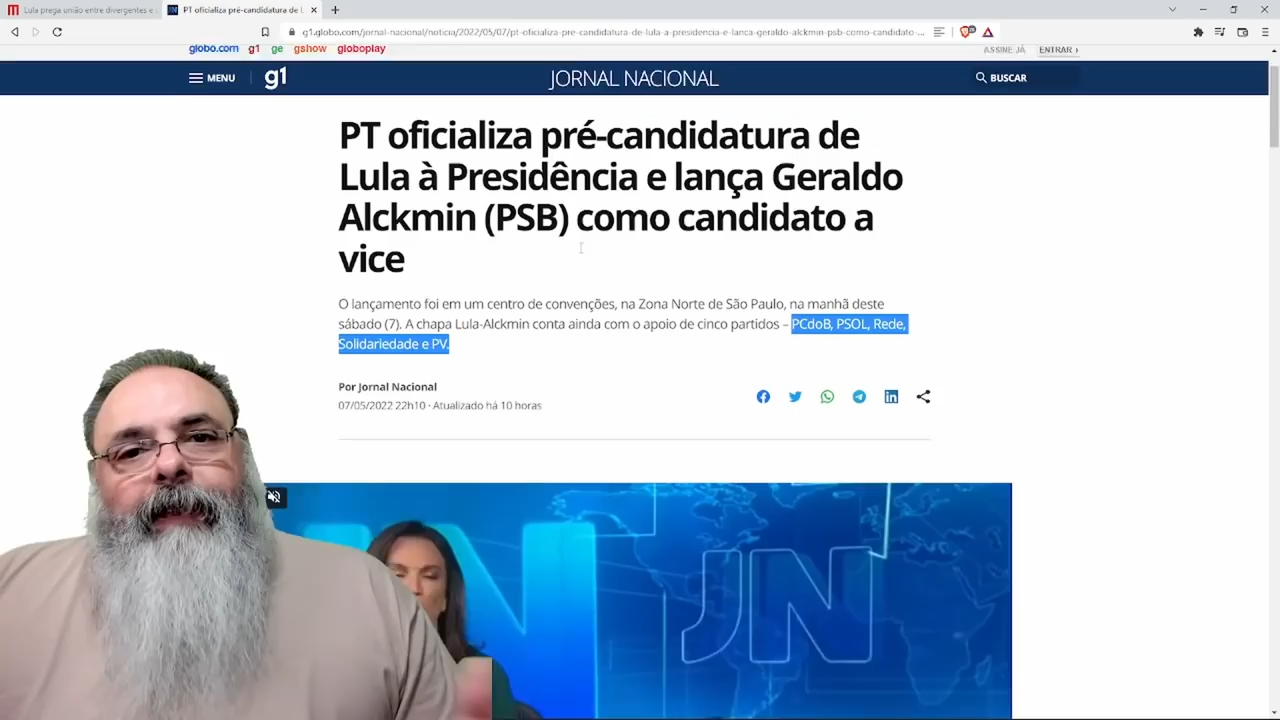 Lula prega união entre divergentes e
PT oficializa pré-candidatura de L
g1.globo.com/jornal-nacional/noticia/2022/05/07/pt-oficializa-pre-candidatura-de-lula-a-presidencia-e-lanca-geraldo-alckmin-psb-como-candidato-...
globo.com g1 ge gshow globoplay
ASSINE JÁ ENTRAR ›
MENU g1 JORNAL NACIONAL BUSCAR
PT oficializa pré-candidatura de
Lula à Presidência e lança Geraldo
Alckmin (PSB) como candidato a
vice
O lançamento foi em um centro de convenções, na Zona Norte de São Paulo, na manhã deste
sábado (7). A chapa Lula-Alckmin conta ainda com o apoio de cinco partidos – PCdoB, PSOL, Rede,
Solidariedade e PV.
Por Jornal Nacional
07/05/2022 22h10 · Atualizado há 10 horas
N JN